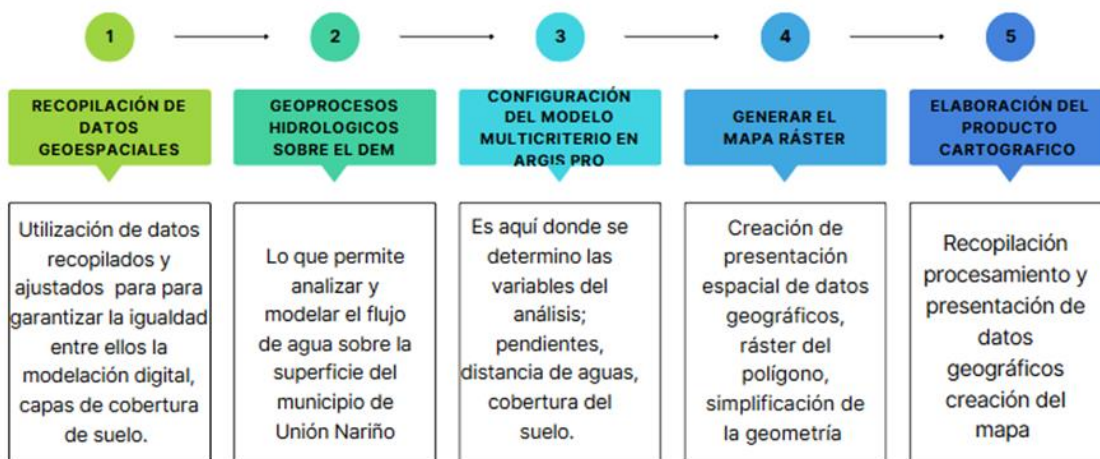 1
2
3
4
5
RECOPILACIÓN DE
DATOS
GEOESPACIALES
GEOPROCESOS
HIDROLOGICOS
SOBRE EL DEM
CONFIGURACIÓN
DEL MODELO
MULTICRITERIO EN
ARGIS PRO
GENERAR EL
MAPA RÁSTER
ELABORACIÓN DEL
PRODUCTO
CARTOGRAFICO
Utilización de datos
recopilados y
ajustados para para
garantizar la igualdad
entre ellos la
modelación digital,
capas de cobertura
de suelo.
Lo que permite
analizar y
modelar el flujo
de agua sobre la
superficie del
municipio de
Unión Nariño
Es aquí donde se
determino las
variables del
análisis;
pendientes,
distancia de aguas,
cobertura del
suelo.
Creación de
presentación
espacial de datos
geográficos,
ráster del
polígono,
simplificación de
la geometría
Recopilación
procesamiento y
presentación de
datos
geográficos
creación del
mapa